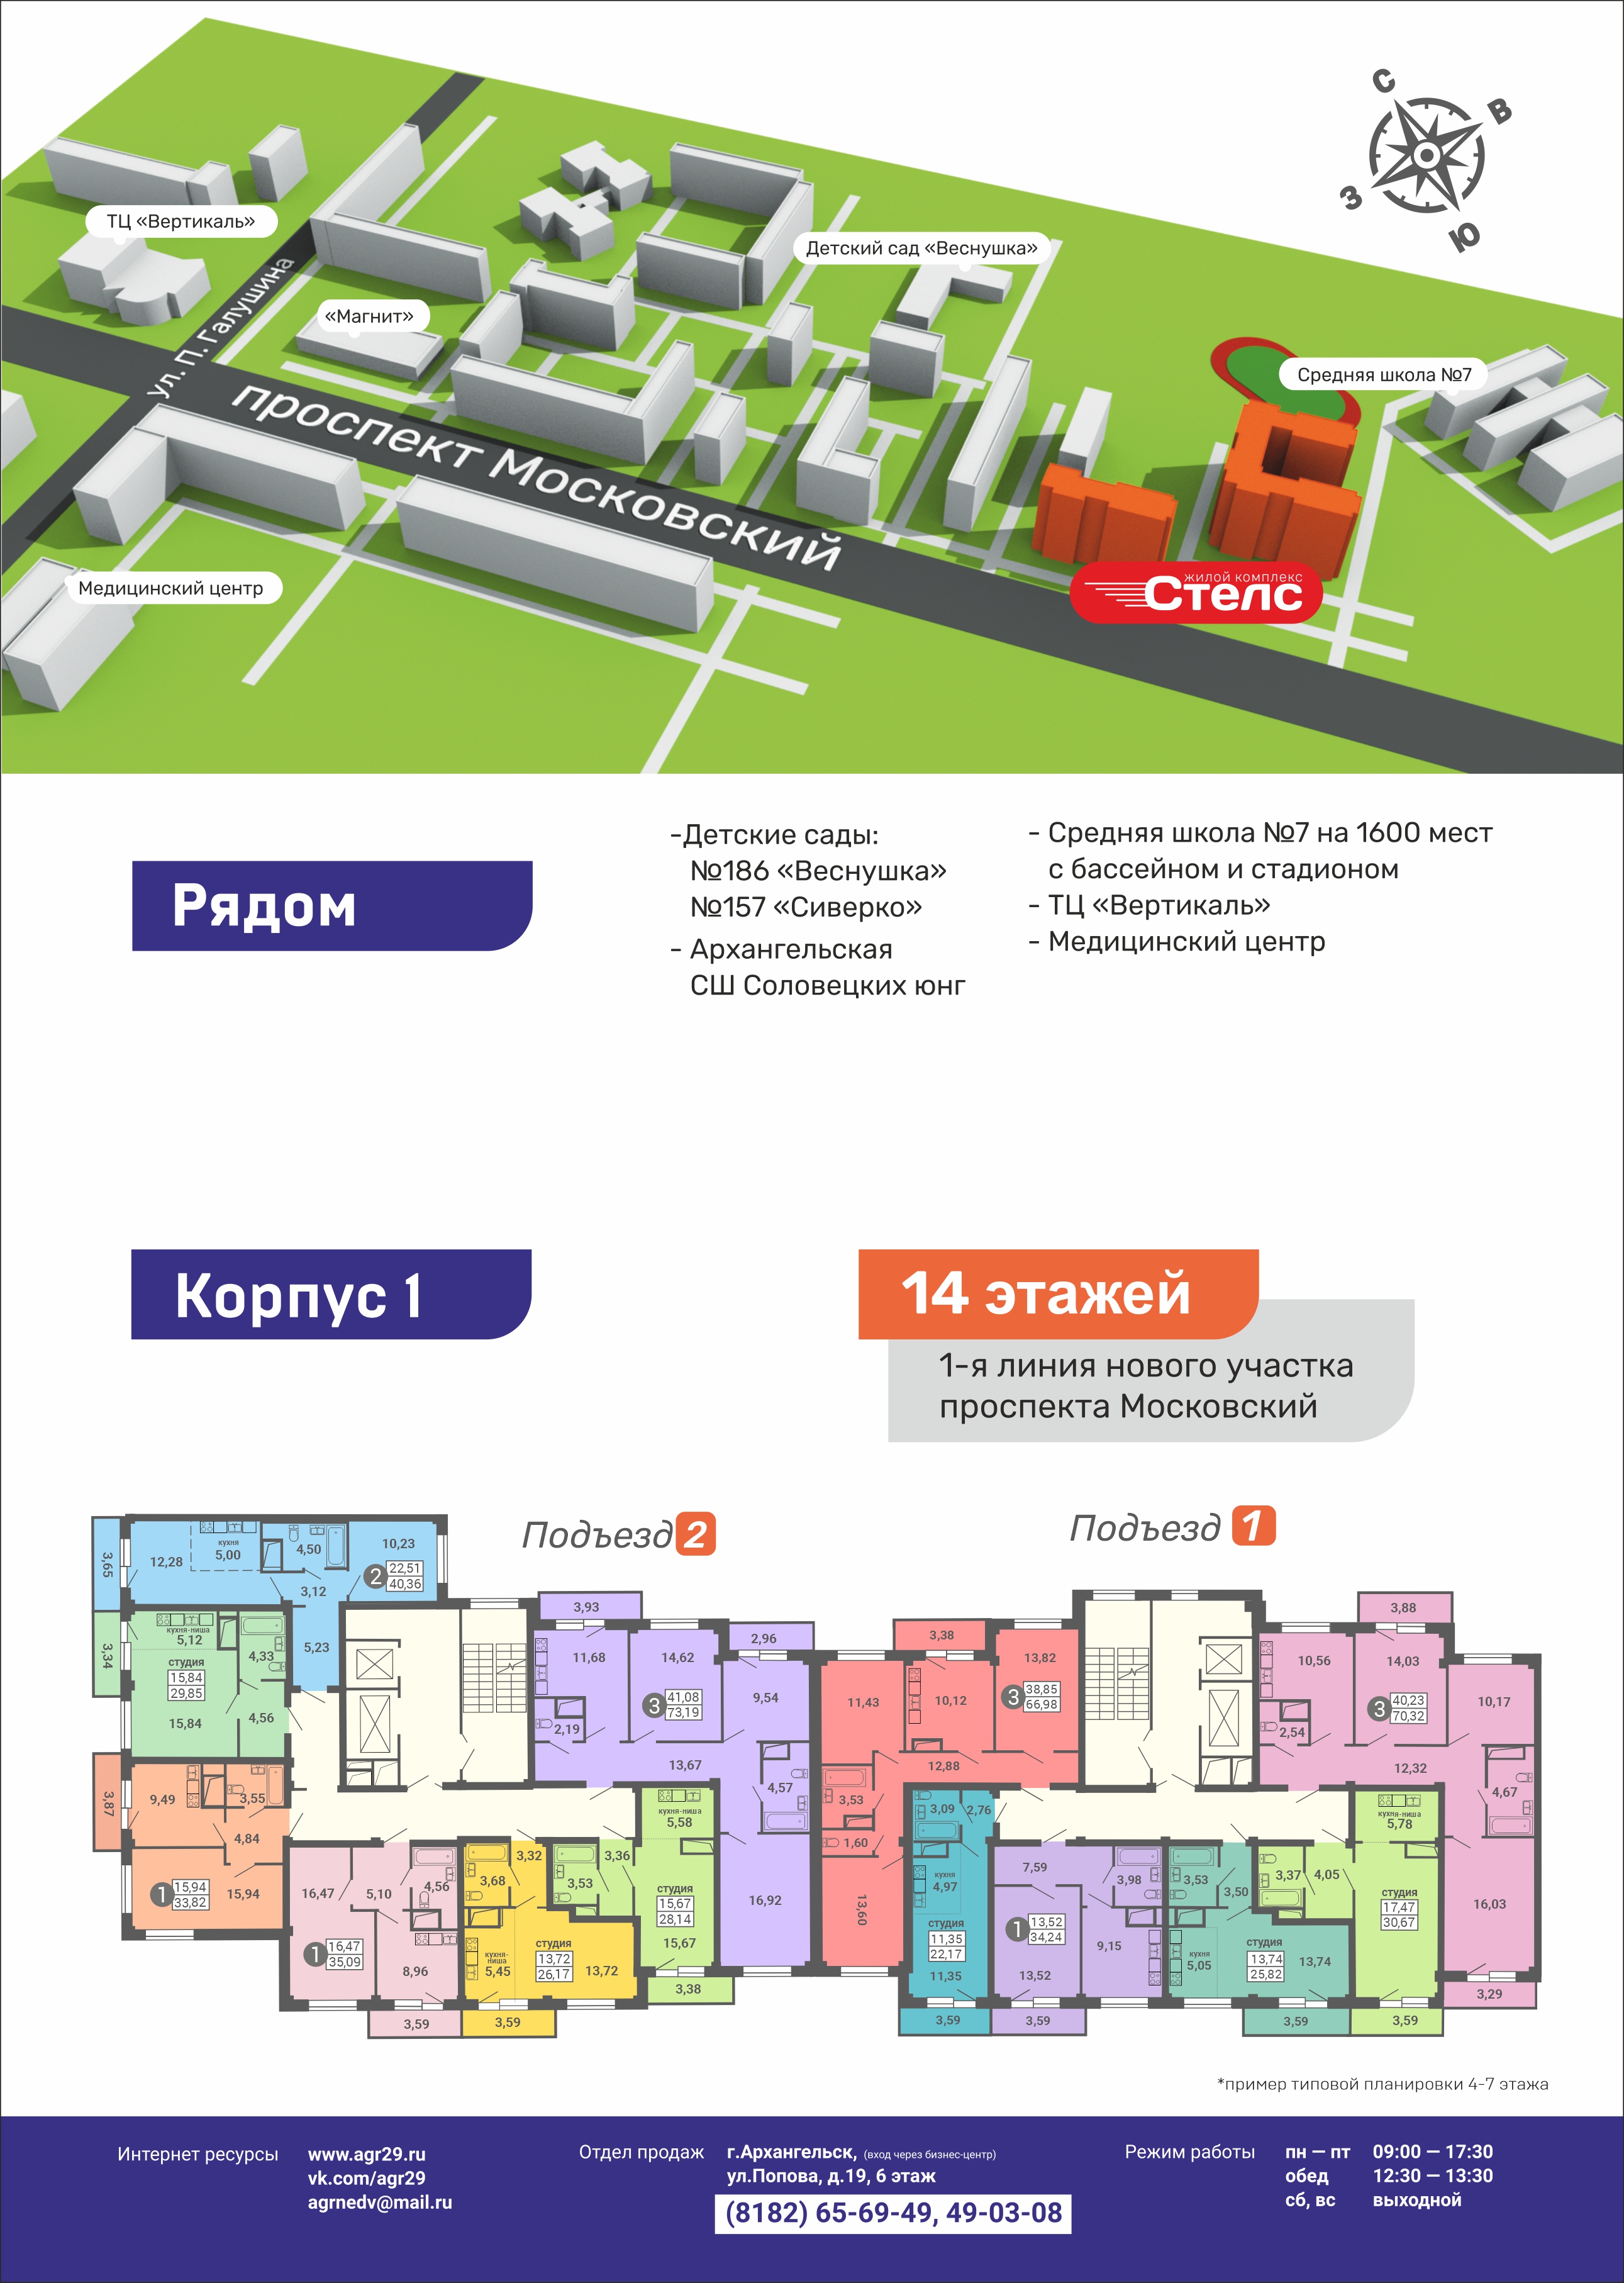 С
В
З
Ю
ТЦ «Вертикаль»
Детский сад «Веснушка»
«Магнит»
ул. П. Галушина
Средняя школа №7
проспект Московский
Медицинский центр
жилой комплекс
Стелс
Рядом
-Детские сады:
№186 «Веснушка»
№157 «Сиверко»
- Архангельская
СШ Соловецких юнг
- Средняя школа №7 на 1600 мест
с бассейном и стадионом
- ТЦ «Вертикаль»
- Медицинский центр
Корпус 1
14 этажей
1-я линия нового участка
проспекта Московский
Подъезд 2
3,65
12,28
кухня
5,00
4,50
10,23
2
22,51
40,36
3,12
5,23
3,34
кухня-ниша
5,12
студия
15,84
29,85
4,33
15,84
4,56
3,87
9,49
3,55
4,84
1
15,94
33,82
15,94
16,47
5,10
4,56
1
16,47
35,09
8,96
3,59
3,68
3,32
кухня-
ниша
5,45
студия
13,72
26,17
13,72
3,59
3,53
3,36
кухня-ниша
5,58
студия
15,67
28,14
15,67
3,38
3,93
11,68
14,62
2,96
3
41,08
73,19
9,54
2,19
13,67
4,57
16,92
Подъезд 1
3,38
11,43
10,12
13,82
3
38,85
66,98
12,88
3,53
1,60
13,60
3,09
2,76
кухня
4,97
студия
11,35
22,17
11,35
3,59
7,59
3,98
1
13,52
34,24
9,15
13,52
3,59
3,53
3,50
кухня
5,05
студия
13,74
25,82
13,74
3,59
3,37
4,05
кухня-ниша
5,78
студия
17,47
30,67
3,59
3,88
10,56
14,03
3
40,23
70,32
10,17
2,54
12,32
4,67
16,03
3,29
*пример типовой планировки 4-7 этажа
Интернет ресурсы
www.agr29.ru
vk.com/agr29
agrnedv@mail.ru
Отдел продаж
г.Архангельск, (вход через бизнес-центр)
ул.Попова, д.19, 6 этаж
(8182) 65-69-49, 49-03-08
Режим работы
пн — пт 09:00 — 17:30
обед 12:30 — 13:30
сб, вс выходной